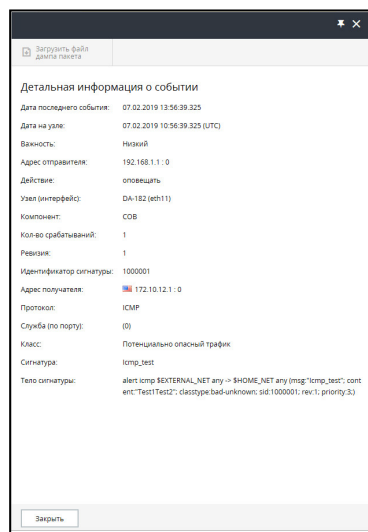 Загрузить файл
дампа пакета
Детальная информация о событии
Дата последнего события: 07.02.2019 13:56:39.325
Дата на узле: 07.02.2019 10:56:39.325 (UTC)
Важность: Низкий
Адрес отправителя: 192.168.1.1 : 0
Действие: оповещать
Узел (интерфейс): DA-182 (eth11)
Компонент: СОВ
Кол-во срабатываний: 1
Ревизия: 1
Идентификатор сигнатуры: 1000001
Адрес получателя: 172.10.12.1 : 0
Протокол: ICMP
Служба (по порту): (0)
Класс: Потенциально опасный трафик
Сигнатура: Icmp_test
Тело сигнатуры: alert icmp $EXTERNAL_NET any -> $HOME_NET any (msg:"Icmp_test"; cont
ent:"Test1Test2"; classtype:bad-unknown; sid:1000001; rev:1; priority:3;)
Закрыть